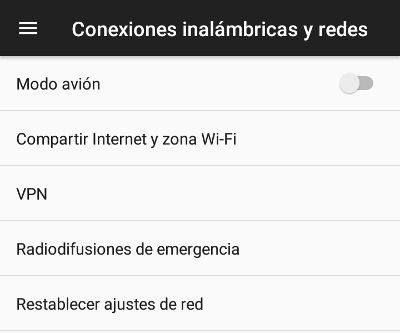 Conexiones inalámbricas y redes
Modo avión
Compartir Internet y zona Wi-Fi
VPN
Radiodifusiones de emergencia
Restablecer ajustes de red